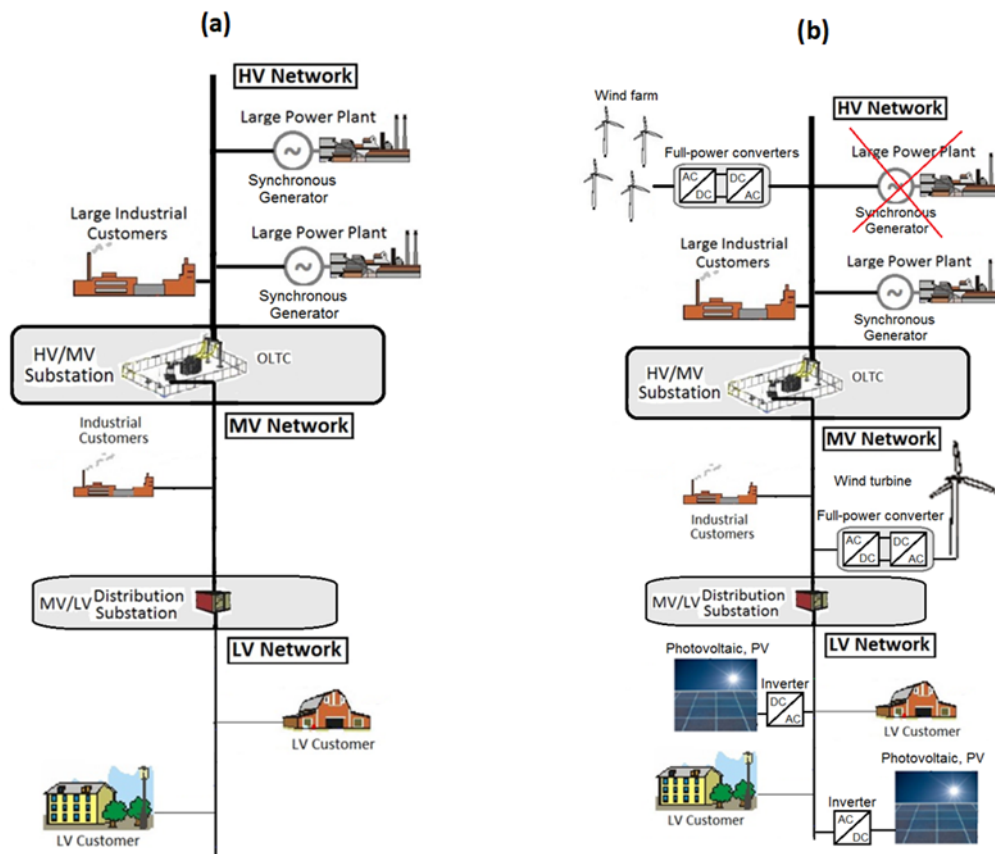 (a)
HV Network
Large Power Plant
~
Synchronous
Generator
Large Industrial
Customers
Large Power Plant
~
Synchronous
Generator
HV/MV
Substation
OLTC
MV Network
Industrial
Customers
MV/LV Distribution
Substation
LV Network
LV Customer
LV Customer
(b)
Wind farm
HV Network
Full-power converters
AC
DC
DC
AC
Large Power Plant
~
Synchronous
Generator
Large Industrial
Customers
Large Power Plant
~
Synchronous
Generator
HV/MV
Substation
OLTC
MV Network
Wind turbine
Industrial
Customers
Full-power converter
AC
DC
DC
AC
MV/LV Distribution
Substation
LV Network
Photovoltaic, PV
Inverter
DC
AC
LV Customer
LV Customer
Photovoltaic, PV
Inverter
AC
DC